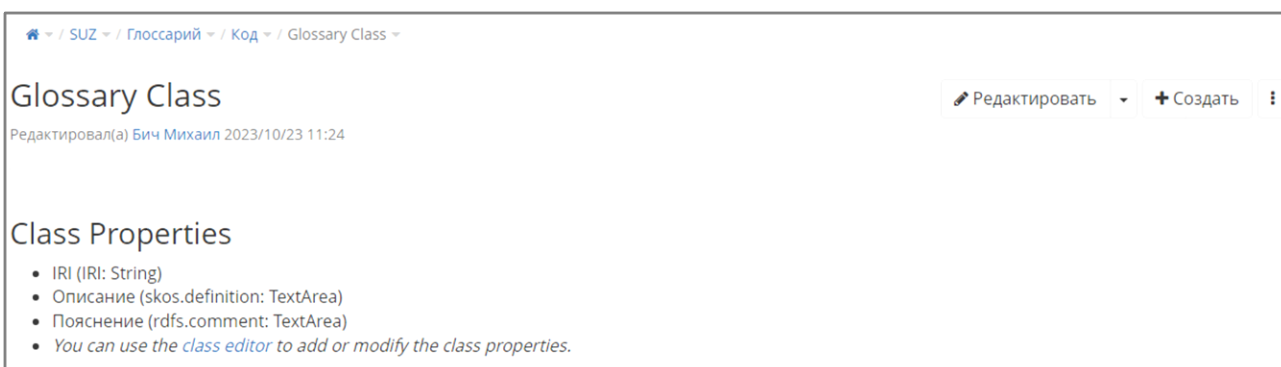 / SUZ / Глоссарий / Код / Glossary Class
Glossary Class
Редактировать
Создать
Редактировал(а) Бич Михаил 2023/10/23 11:24
Class Properties
• IRI (IRI: String)
• Описание (skos.definition: TextArea)
• Пояснение (rdfs.comment: TextArea)
• You can use the class editor to add or modify the class properties.